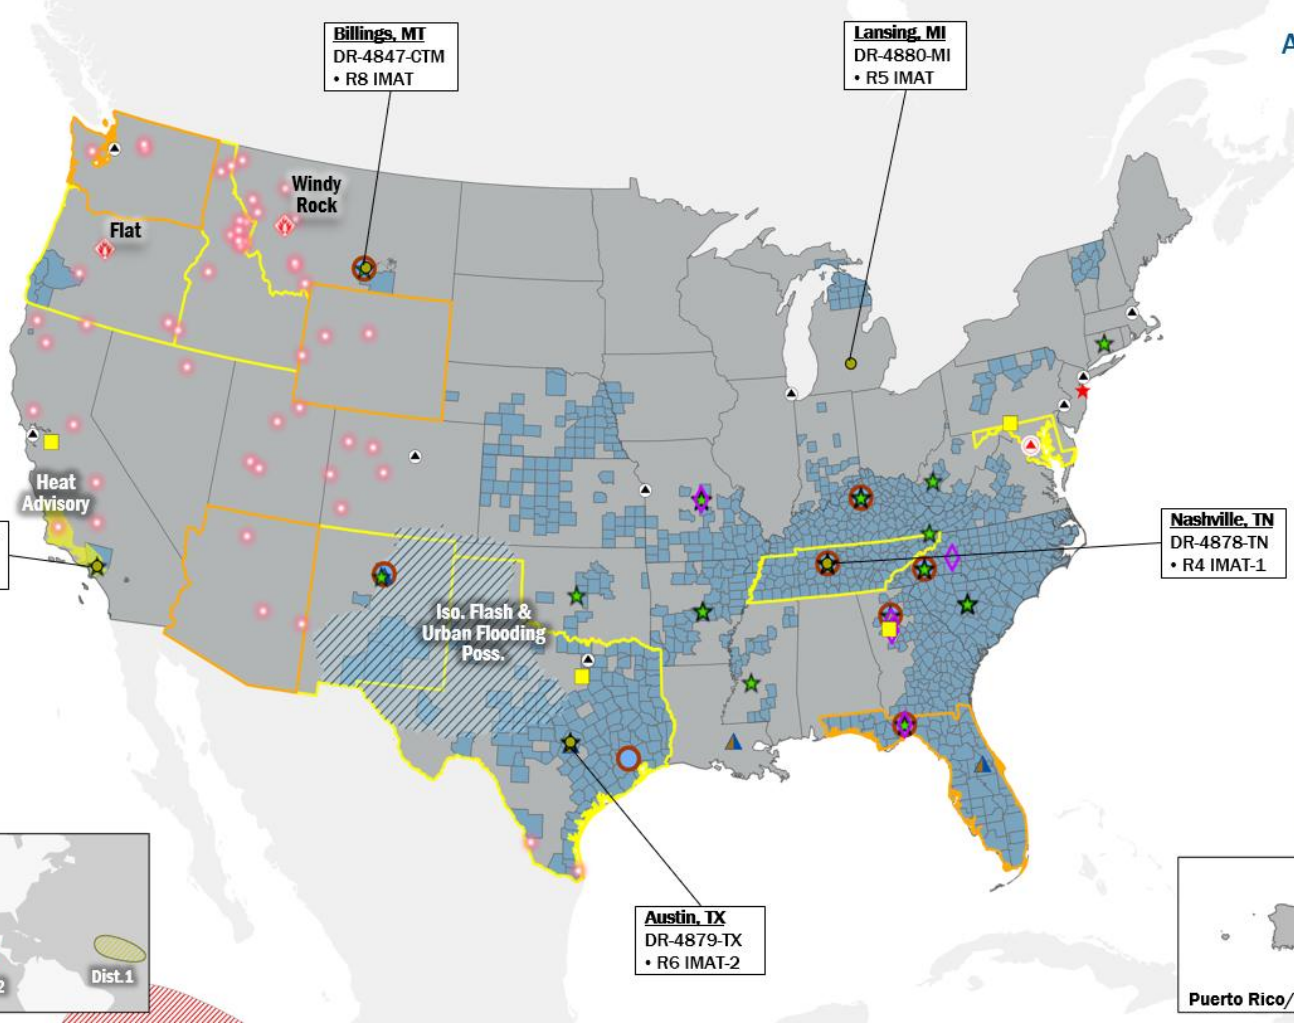 Billings, MT
DR-4847-CTM
• R8 IMAT
Lansing, MI
DR-4880-MI
• R5 IMAT
A
Windy
Rock
Flat
Heat
Advisory
Nashville, TN
DR-4878-TN
• R4 IMAT-1
Iso. Flash &
Urban Flooding
Poss.
Austin, TX
DR-4879-TX
• R6 IMAT-2
Dist.1
2
Puerto Rico/